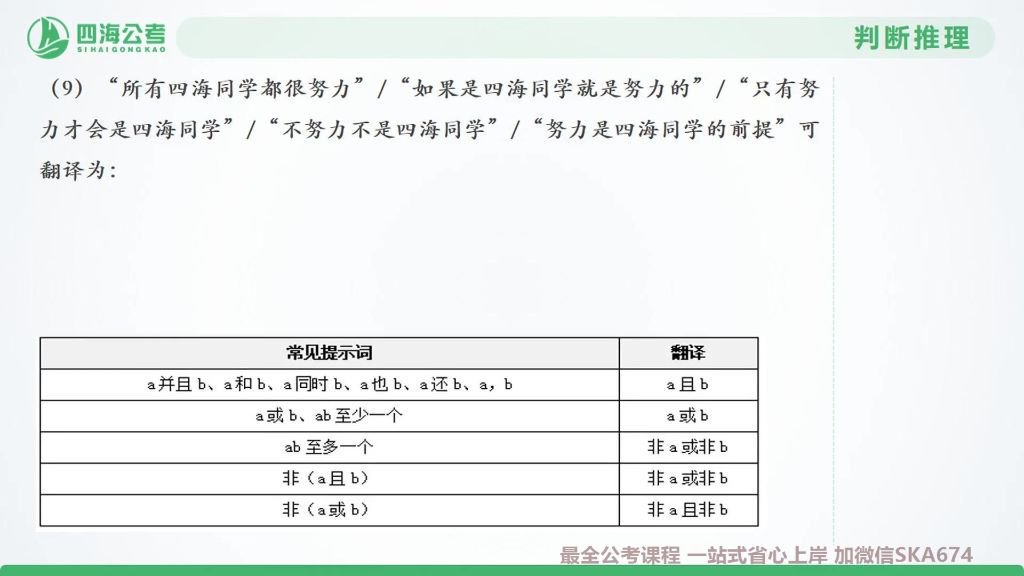 四海公考
SIHAIGONGKAO
判断推理
（9）“所有四海同学都很努力”/“如果是四海同学就是努力的”/“只有努
力才会是四海同学”/“不努力不是四海同学”/“努力是四海同学的前提”可
翻译为：
常见提示词 翻译
a并且b、a和b、a同时b、a也b、a还b、a，b a且b
a或b、ab至少一个 a或b
ab至多一个 非a或非b
非（a且b） 非a或非b
非（a或b） 非a且非b
最全公考课程 一站式省心上岸 加微信SKA674